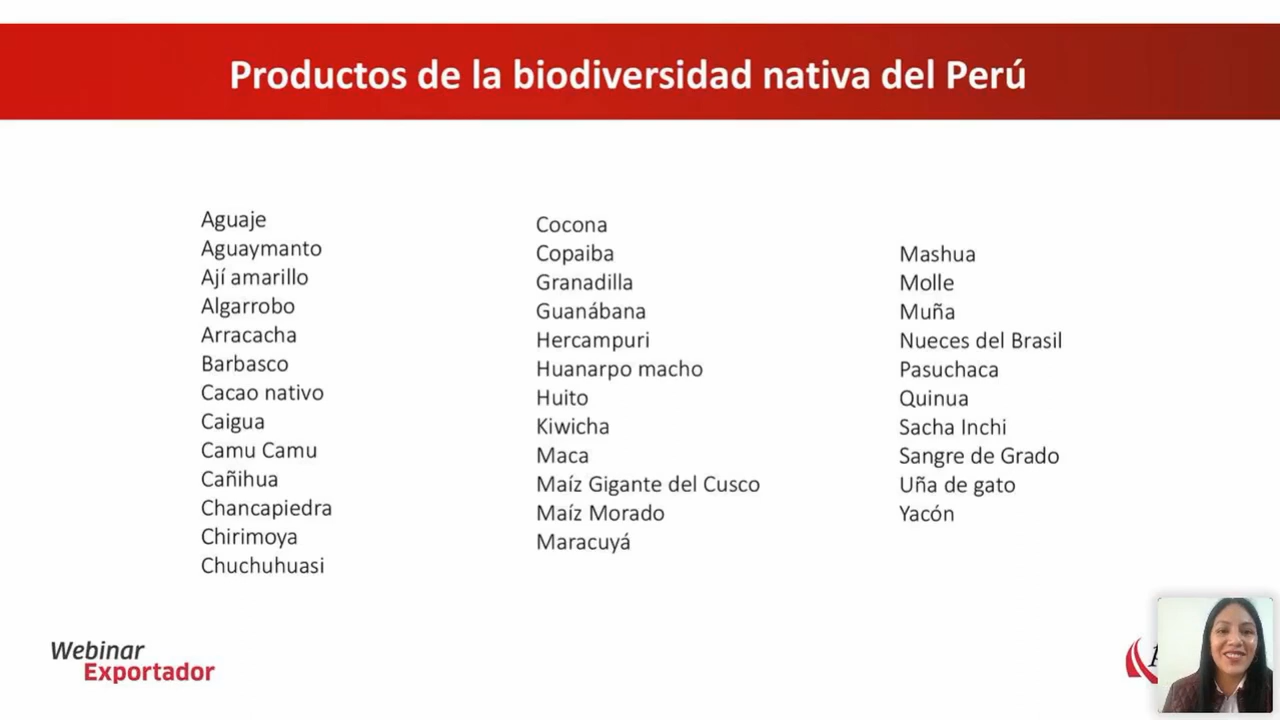 Productos de la biodiversidad nativa del Perú
Aguaje
Aguaymanto
Ají amarillo
Algarrobo
Arracacha
Barbasco
Cacao nativo
Caigua
Camu Camu
Cañihua
Chancapiedra
Chirimoya
Chuchuhuasi
Cocona
Copaiba
Granadilla
Guanábana
Hercampuri
Huanarpo macho
Huito
Kiwicha
Maca
Maíz Gigante del Cusco
Maíz Morado
Maracuyá
Mashua
Molle
Muña
Nueces del Brasil
Pasuchaca
Quinua
Sacha Inchi
Sangre de Grado
Uña de gato
Yacón
Webinar
Exportador